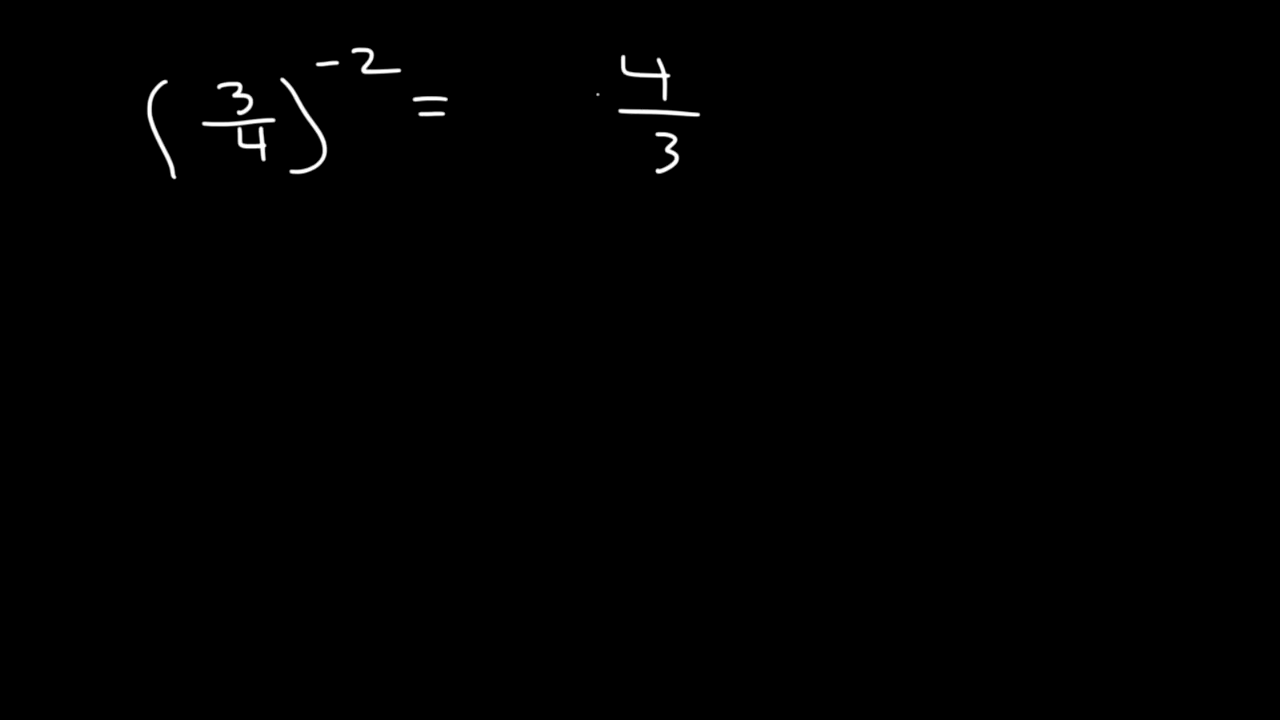 (3/4)^-2 = 4/3